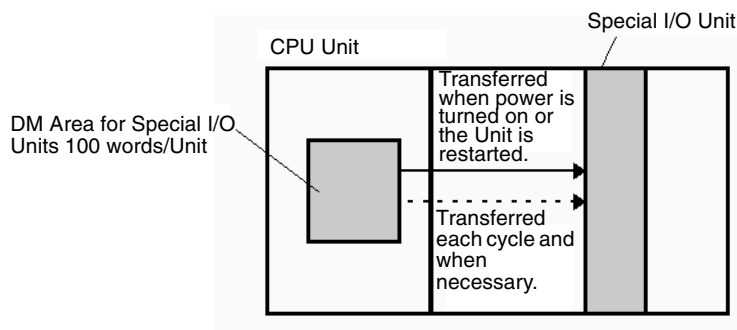 Special I/O Unit
CPU Unit
Transferred
when power is
turned on or
the Unit is
restarted.
DM Area for Special I/O
Units 100 words/Unit
Transferred
each cycle and
when
necessary.